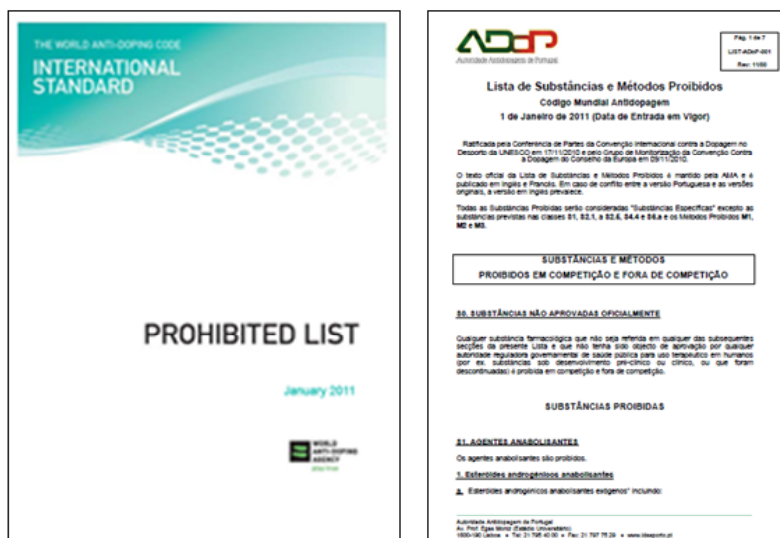 THE WORLD ANTI-DOPING CODE
INTERNATIONAL
STANDARD
PROHIBITED LIST
January 2011
WORLD
ANTI-DOPING
AGENCY
play true
ADoP
Autoridade Antidopagem de Portugal
Pág. 1 de 7
LIST-ADoP-001
Rev: 11/00
Lista de Substâncias e Métodos Proibidos
Código Mundial Antidopagem
1 de Janeiro de 2011 (Data de Entrada em Vigor)
Ratificada pela Conferência de Partes da Convenção Internacional contra a Dopagem no
Desporto da UNESCO em 17/11/2010 e pelo Grupo de Monitorização da Convenção Contra
a Dopagem do Conselho da Europa em 09/11/2010.
O texto oficial da Lista de Substâncias e Métodos Proibidos é mantido pela AMA e é
publicado em Inglês e Francês. Em caso de conflito entre a versão Portuguesa e as versões
originais, a versão em Inglês prevalece.
Todas as Substâncias Proibidas serão consideradas "Substâncias Específicas" excepto as
substâncias previstas nas classes S1, S2.1, a S2.5, S4.4 e S6.a e os Métodos Proibidos M1,
M2 e M3.
SUBSTÂNCIAS E MÉTODOS
PROIBIDOS EM COMPETIÇÃO E FORA DE COMPETIÇÃO
S0. SUBSTÂNCIAS NÃO APROVADAS OFICIALMENTE
Qualquer substância farmacológica que não seja referida em qualquer das subsequentes
secções da presente Lista e que não tenha sido objecto de aprovação por qualquer
autoridade reguladora governamental de saúde pública para uso terapêutico em humanos
(por ex. substâncias sob desenvolvimento pré-clínico ou clínico, ou que foram
descontinuadas) é proibida em competição e fora de competição.
SUBSTÂNCIAS PROIBIDAS
S1. AGENTES ANABOLISANTES
Os agentes anabolisantes são proibidos.
1. Esteróides androgénicos anabolisantes
a. Esteróides androgénicos anabolisantes exógenos* incluindo:
Autoridade Antidopagem de Portugal
Av. Prof. Egas Moniz (Estádio Universitário)
1600-190 Lisboa • Tel: 21 795 40 00 • Fax: 21 797 75 29 • www.idesporto.pt